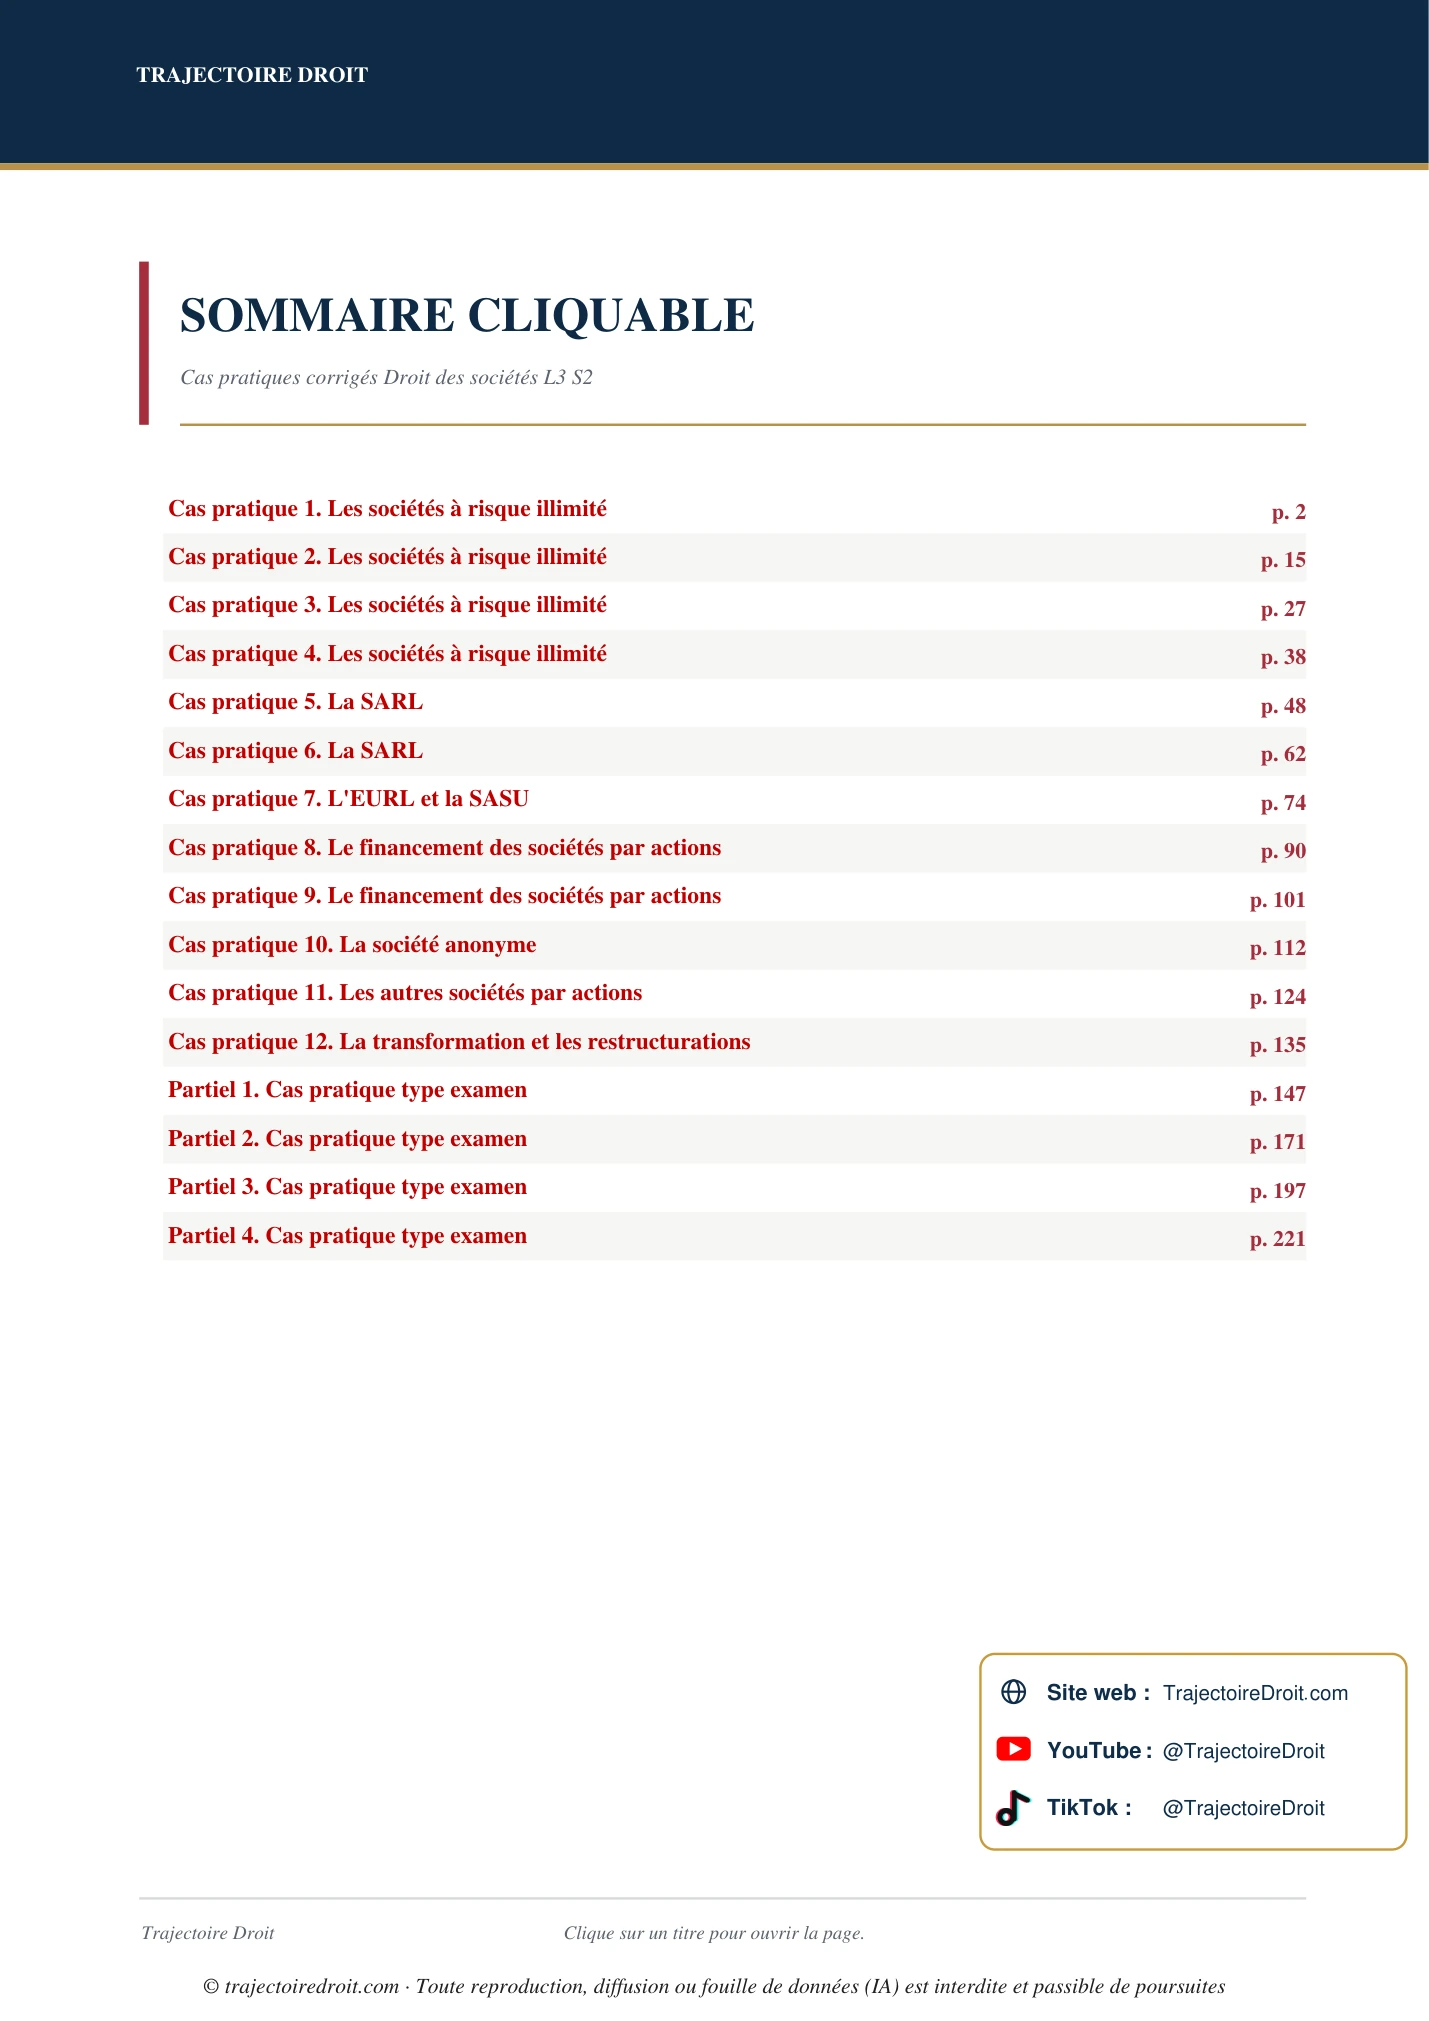 TRAJECTOIRE DROIT
SOMMAIRE CLIQUABLE
Cas pratiques corrigés Droit des sociétés L3 S2
Cas pratique 1. Les sociétés à risque illimité p. 2
Cas pratique 2. Les sociétés à risque illimité p. 15
Cas pratique 3. Les sociétés à risque illimité p. 27
Cas pratique 4. Les sociétés à risque illimité p. 38
Cas pratique 5. La SARL p. 48
Cas pratique 6. La SARL p. 62
Cas pratique 7. L'EURL et la SASU p. 74
Cas pratique 8. Le financement des sociétés par actions p. 90
Cas pratique 9. Le financement des sociétés par actions p. 101
Cas pratique 10. La société anonyme p. 112
Cas pratique 11. Les autres sociétés par actions p. 124
Cas pratique 12. La transformation et les restructurations p. 135
Partiel 1. Cas pratique type examen p. 147
Partiel 2. Cas pratique type examen p. 171
Partiel 3. Cas pratique type examen p. 197
Partiel 4. Cas pratique type examen p. 221
Site web : TrajectoireDroit.com
YouTube : @TrajectoireDroit
TikTok : @TrajectoireDroit
Trajectoire Droit Clique sur un titre pour ouvrir la page.
© trajectoiredroit.com · Toute reproduction, diffusion ou fouille de données (IA) est interdite et passible de poursuites